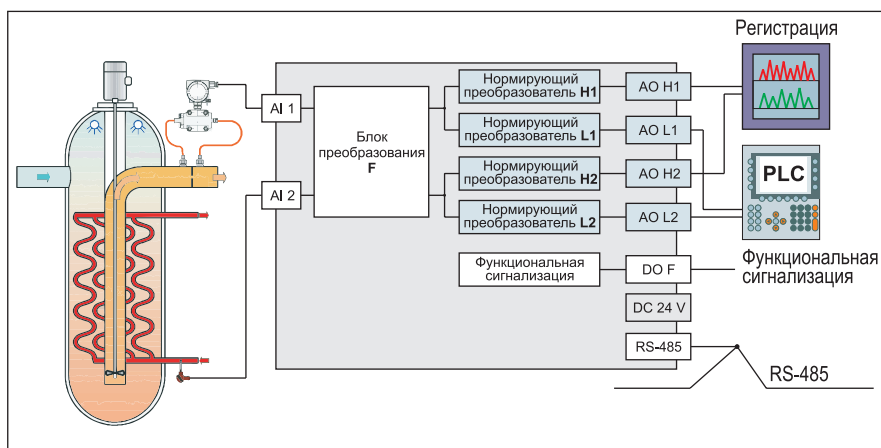 Регистрация
AI 1
Блок
преобразования
F
Нормирующий
преобразователь H1
AO H1
Нормирующий
преобразователь L1
AO L1
AI 2
Нормирующий
преобразователь H2
AO H2
Нормирующий
преобразователь L2
AO L2
PLC
Функциональная
сигнализация
DO F
Функциональная
сигнализация
DC 24 V
RS-485
RS-485